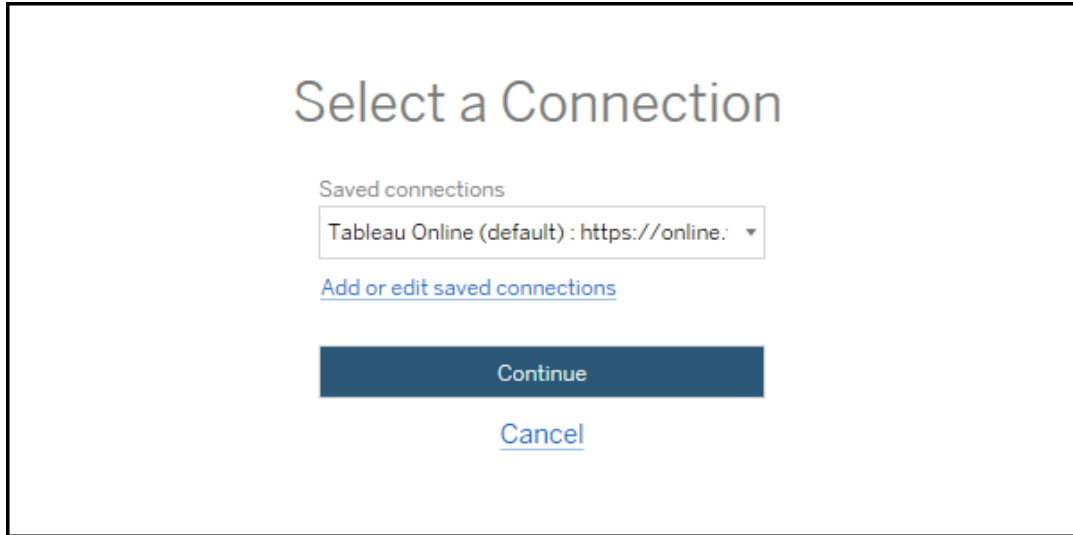 Select a Connection
Saved connections
Tableau Online (default) : https://online.
Add or edit saved connections
Continue
Cancel